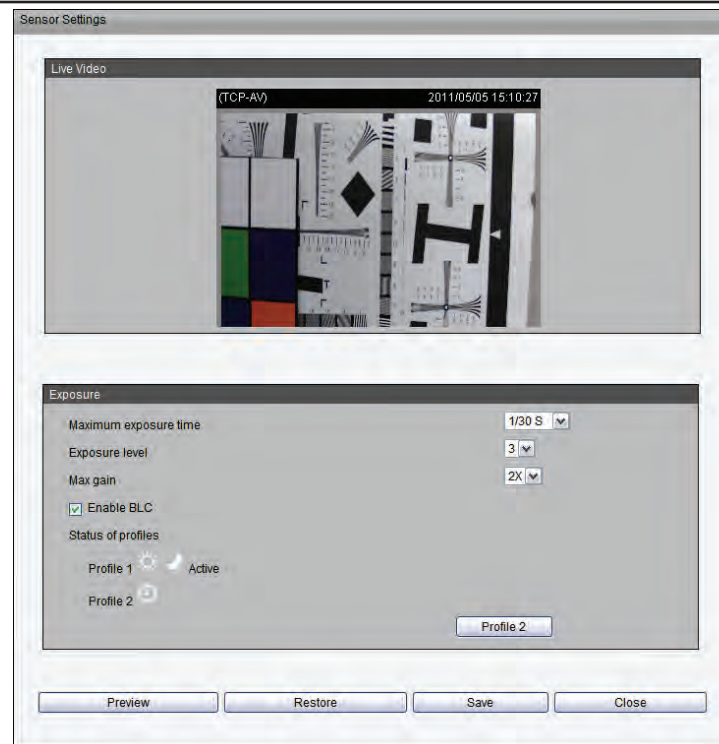 Sensor Settings
Live Video
(TCP-AV) 2011/05/05 15:10:27
Exposure
Maximum exposure time 1/30 S
Exposure level 3
Max gain 2X
Enable BLC
Status of profiles
Profile 1 Active
Profile 2
Profile 2
Preview Restore Save Close